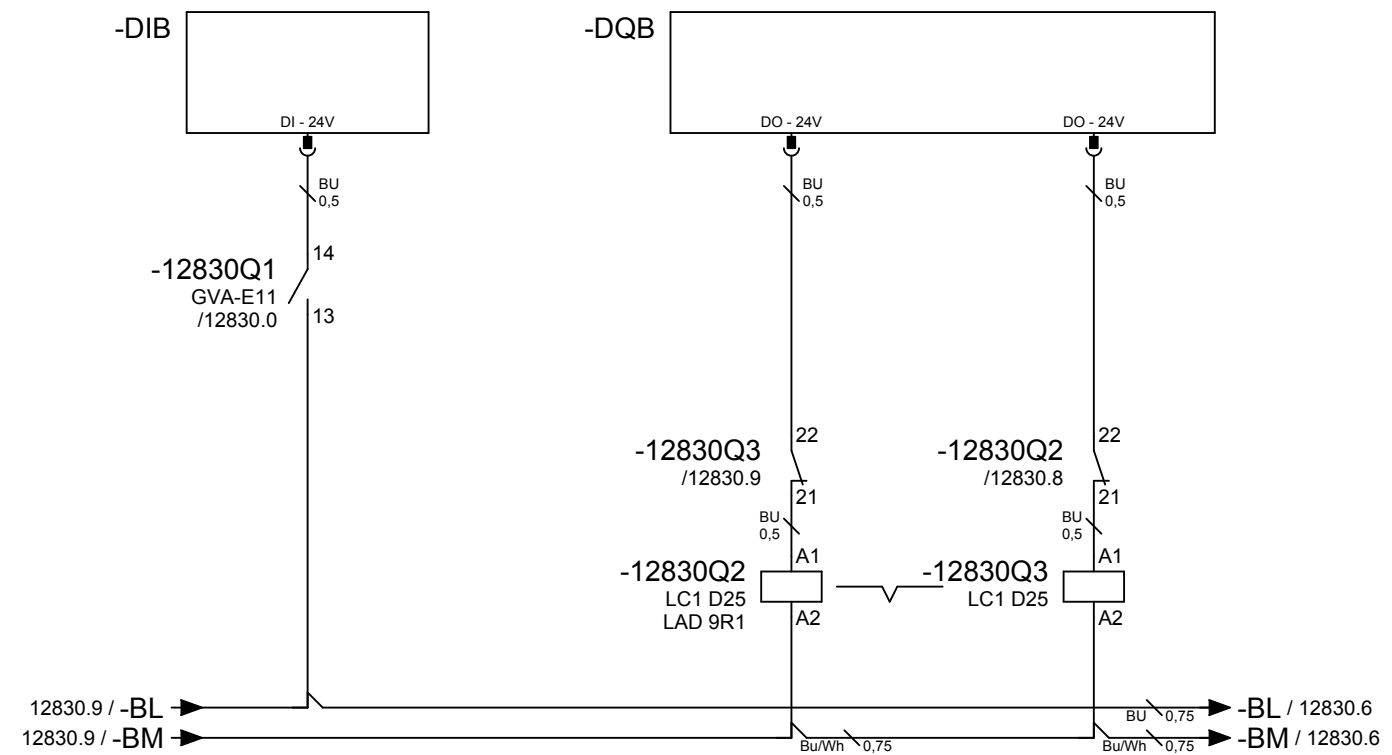 -DIB
-DQB
DI - 24V
DO - 24V
DO - 24V
BU
0,5
BU
0,5
BU
0,5
14
-12830Q1
GVA-E11
/12830.0
13
22
-12830Q3
/12830.9
21
22
-12830Q2
/12830.8
21
BU
0,5
BU
0,5
A1
-12830Q2
LC1 D25
LAD 9R1
A2
A1
-12830Q3
LC1 D25
A2
12830.9 / -BL
BU 0,75
-BL / 12830.6
12830.9 / -BM
Bu/Wh 0,75
Bu/Wh 0,75
-BM / 12830.6